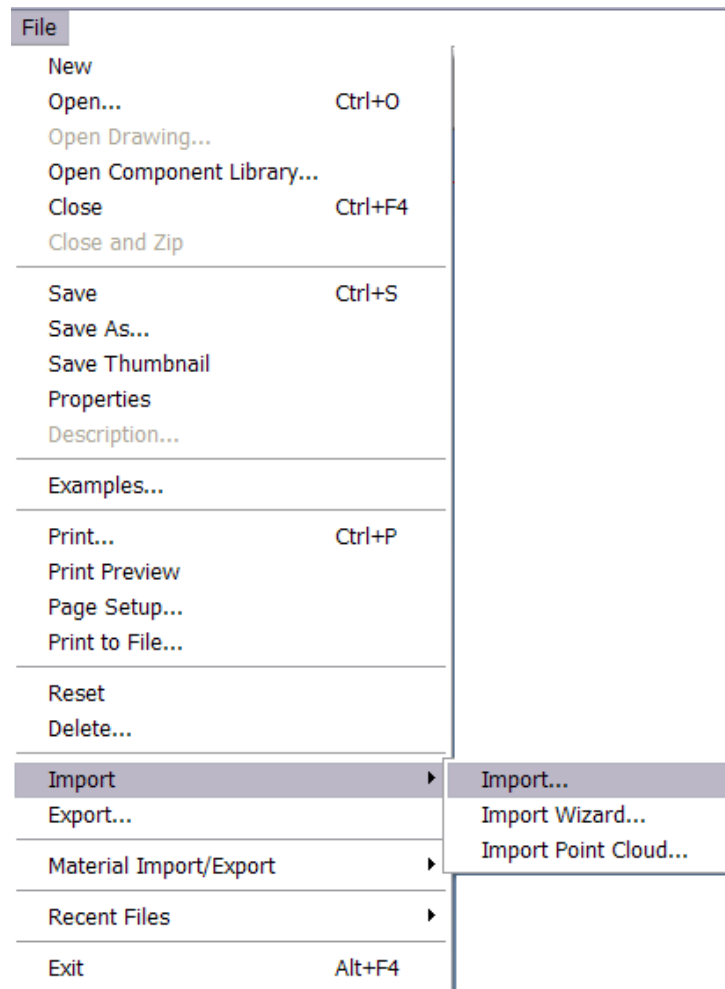 File
New
Open... Ctrl+O
Open Drawing...
Open Component Library...
Close Ctrl+F4
Close and Zip
Save Ctrl+S
Save As...
Save Thumbnail
Properties
Description...
Examples...
Print... Ctrl+P
Print Preview
Page Setup...
Print to File...
Reset
Delete...
Import Import...
Export... Import Wizard...
Import Point Cloud...
Material Import/Export
Recent Files
Exit Alt+F4